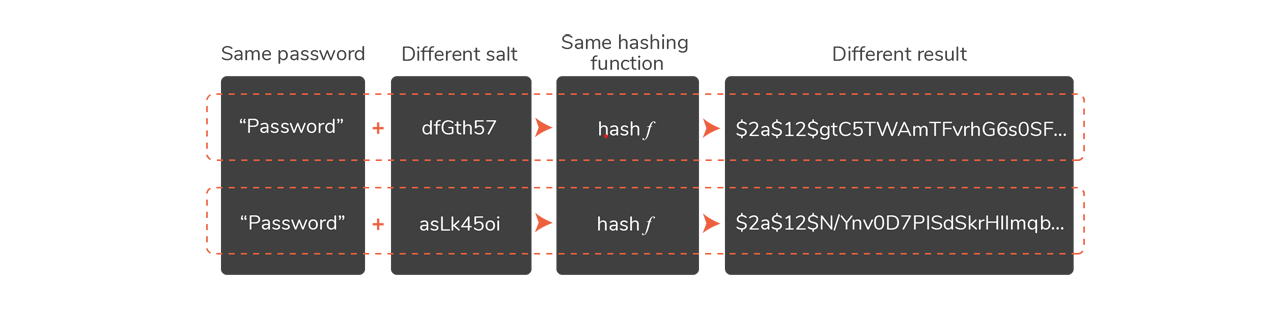 Same password
Different salt
Same hashing
function
Different result
“Password” + dfGth57 hash f $2a$12$gtC5TWAmTFvrhG6s0SF...
“Password” + asLk45oi hash f $2a$12$N/Ynv0D7PlSdSkrHIlmqb...